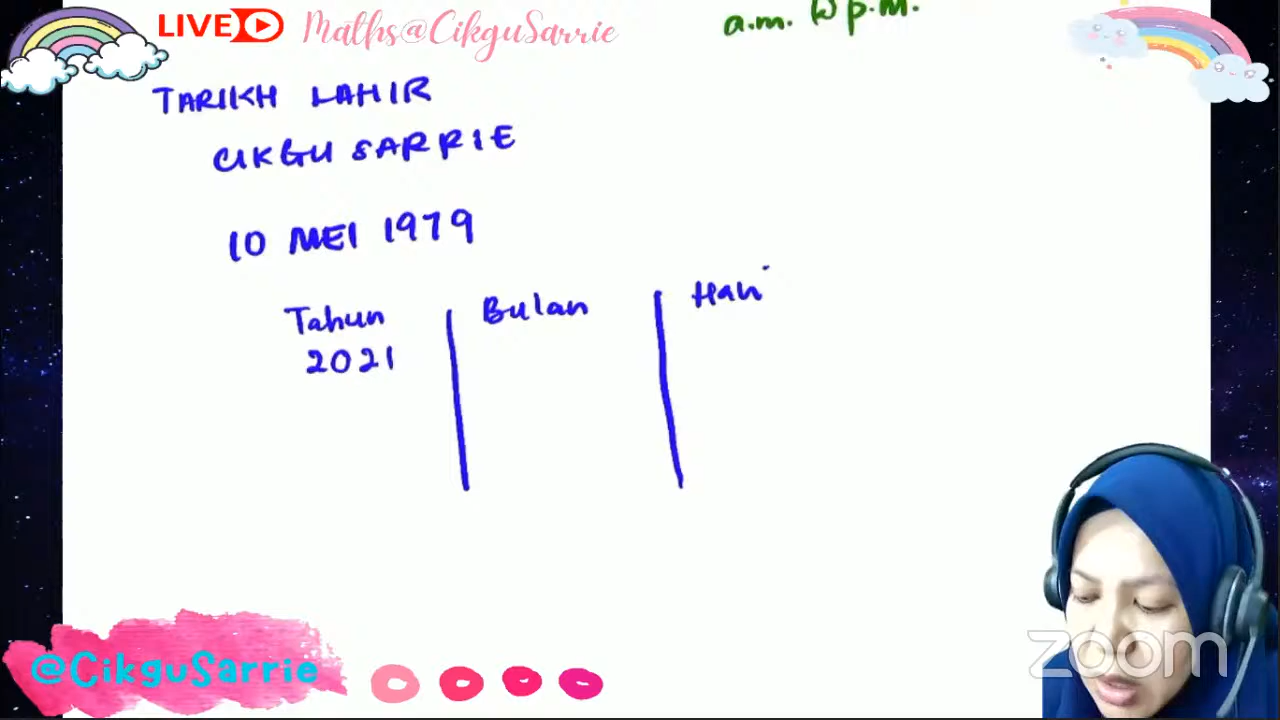 LIVE Maths@CikguSarrie
a.m. p.m.
TARIKH LAHIR
CIKGU SARRIE
10 MEI 1979
Tahun Bulan Hari
2021
@CikguSarrie
zoom